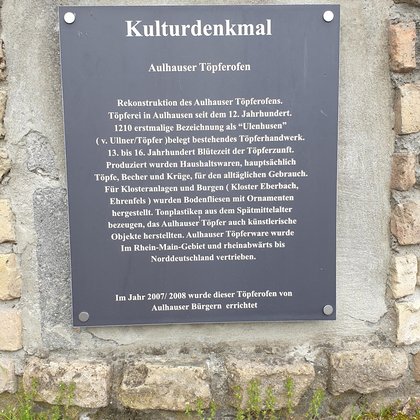 Kulturdenkmal
Aulhauser Töpferofen
Rekonstruktion des Aulhauser Töpferofens.
Töpferei in Aulhausen seit dem 12. Jahrhundert.
1210 erstmalige Bezeichnung als "Ulenhusen"
( v. Ullner/Töpfer )belegt bestehendes Töpferhandwerk.
13. bis 16. Jahrhundert Blütezeit der Töpferzunft.
Produziert wurden Haushaltswaren, hauptsächlich
Töpfe, Becher und Krüge, für den alltäglichen Gebrauch.
Für Klosteranlagen und Burgen ( Kloster Eberbach,
Ehrenfels ) wurden Bodenfliesen mit Ornamenten
hergestellt. Tonplastiken aus dem Spätmittelalter
bezeugen, das Aulhauser Töpfer auch künstlerische
Objekte herstellten. Aulhauser Töpferware wurde
Im Rhein-Main-Gebiet und rheinabwärts bis
Norddeutschland vertrieben.
Im Jahr 2007/ 2008 wurde dieser Töpferofen von
Aulhauser Bürgern errichtet